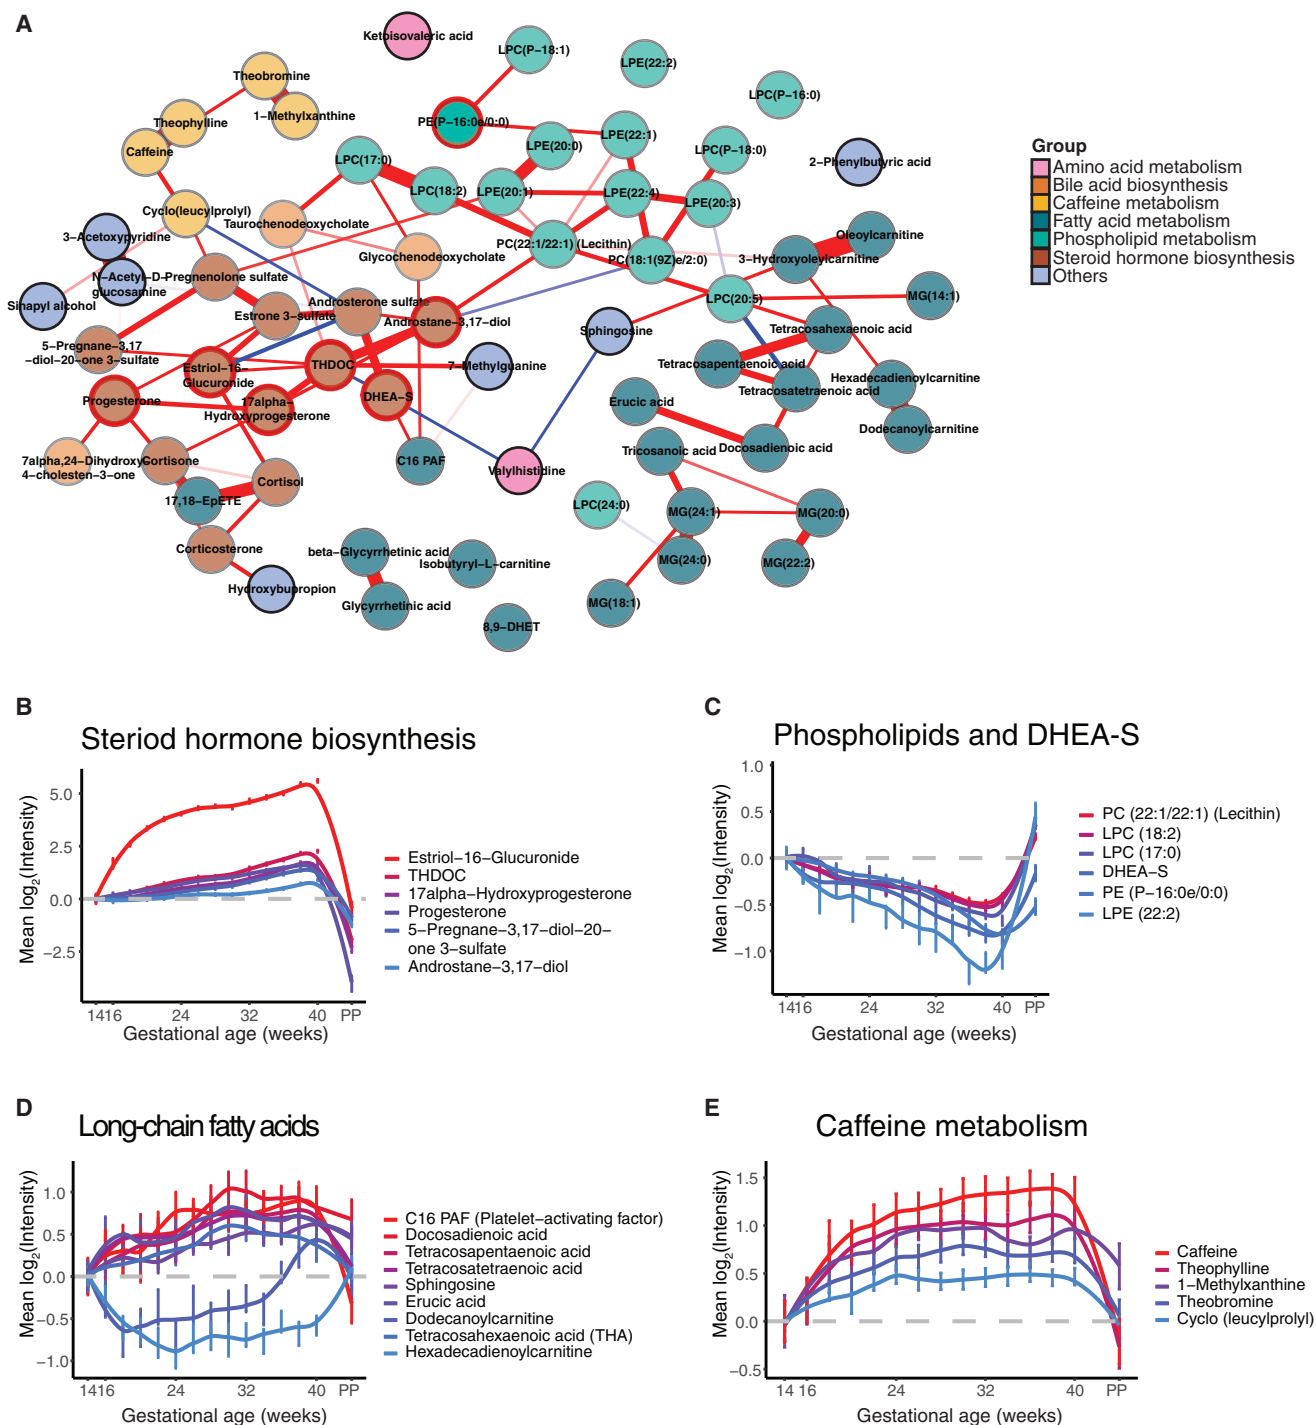 A
Ketoisovaleric acid
LPC(P−18:1)
LPE(22:2)
Theobromine
LPC(P−16:0)
1−Methylxanthine
Theophylline
PE(P−16:0e/0:0)
LPE(22:1)
Caffeine
LPE(20:0)
LPC(P−18:0)
LPC(17:0)
2−Phenylbutyric acid
LPC(18:2)
LPE(20:1)
LPE(22:4)
LPE(20:3)
Cyclo(leucylprolyl)
Taurochenodeoxycholate
3−Acetoxypyridine
Oleoylcarnitine
PC(22:1/22:1) (Lecithin)
Glycochenodeoxycholate
PC(18:1(9Z)e/2:0)
3−Hydroxyoleylcarnitine
N−Acetyl−D−
glucosamine
Pregnenolone sulfate
Sinapyl alcohol
Androsterone sulfate
LPC(20:5)
MG(14:1)
Estrone 3−sulfate
Androstane−3,17−diol
Sphingosine
Tetracosahexaenoic acid
5−Pregnane−3,17
−diol−20−one 3−sulfate
Estriol−16−
Glucuronide
THDOC
7−Methylguanine
Tetracosapentaenoic acid
Hexadecadienoylcarnitine
Tetracosatetraenoic acid
Progesterone
17alpha−
Hydroxyprogesterone
DHEA−S
Erucic acid
Dodecanoylcarnitine
7alpha,24−Dihydroxy−
4−cholesten−3−one
Cortisone
C16 PAF
Valylhistidine
Tricosanoic acid
Docosadienoic acid
Cortisol
17,18−EpETE
LPC(24:0)
MG(24:1)
MG(20:0)
Corticosterone
beta−Glycyrrhetinic acid
Isobutyryl−L−carnitine
MG(24:0)
MG(22:2)
Hydroxybupropion
Glycyrrhetinic acid
MG(18:1)
8,9−DHET
Group
Amino acid metabolism
Bile acid biosynthesis
Caffeine metabolism
Fatty acid metabolism
Phospholipid metabolism
Steroid hormone biosynthesis
Others
B
Steriod hormone biosynthesis
Mean log2(Intensity)
5.0
2.5
0.0
−2.5
14 16 24 32 40 PP
Gestational age (weeks)
Estriol−16−Glucuronide
THDOC
17alpha−Hydroxyprogesterone
Progesterone
5−Pregnane−3,17−diol−20−
one 3−sulfate
Androstane−3,17−diol
C
Phospholipids and DHEA-S
Mean log2(Intensity)
1.0
0.5
0.0
−0.5
−1.0
14 16 24 32 40 PP
Gestational age (weeks)
PC (22:1/22:1) (Lecithin)
LPC (18:2)
LPC (17:0)
DHEA−S
PE (P−16:0e/0:0)
LPE (22:2)
D
Long-chain fatty acids
Mean log2(Intensity)
1.0
0.5
0.0
−0.5
−1.0
14 16 24 32 40 PP
Gestational age (weeks)
C16 PAF (Platelet−activating factor)
Docosadienoic acid
Tetracosapentaenoic acid
Tetracosatetraenoic acid
Sphingosine
Erucic acid
Dodecanoylcarnitine
Tetracosahexaenoic acid (THA)
Hexadecadienoylcarnitine
E
Caffeine metabolism
Mean log2(Intensity)
1.5
1.0
0.5
0.0
−0.5
14 16 24 32 40 PP
Gestational age (weeks)
Caffeine
Theophylline
1−Methylxanthine
Theobromine
Cyclo (leucylprolyl)